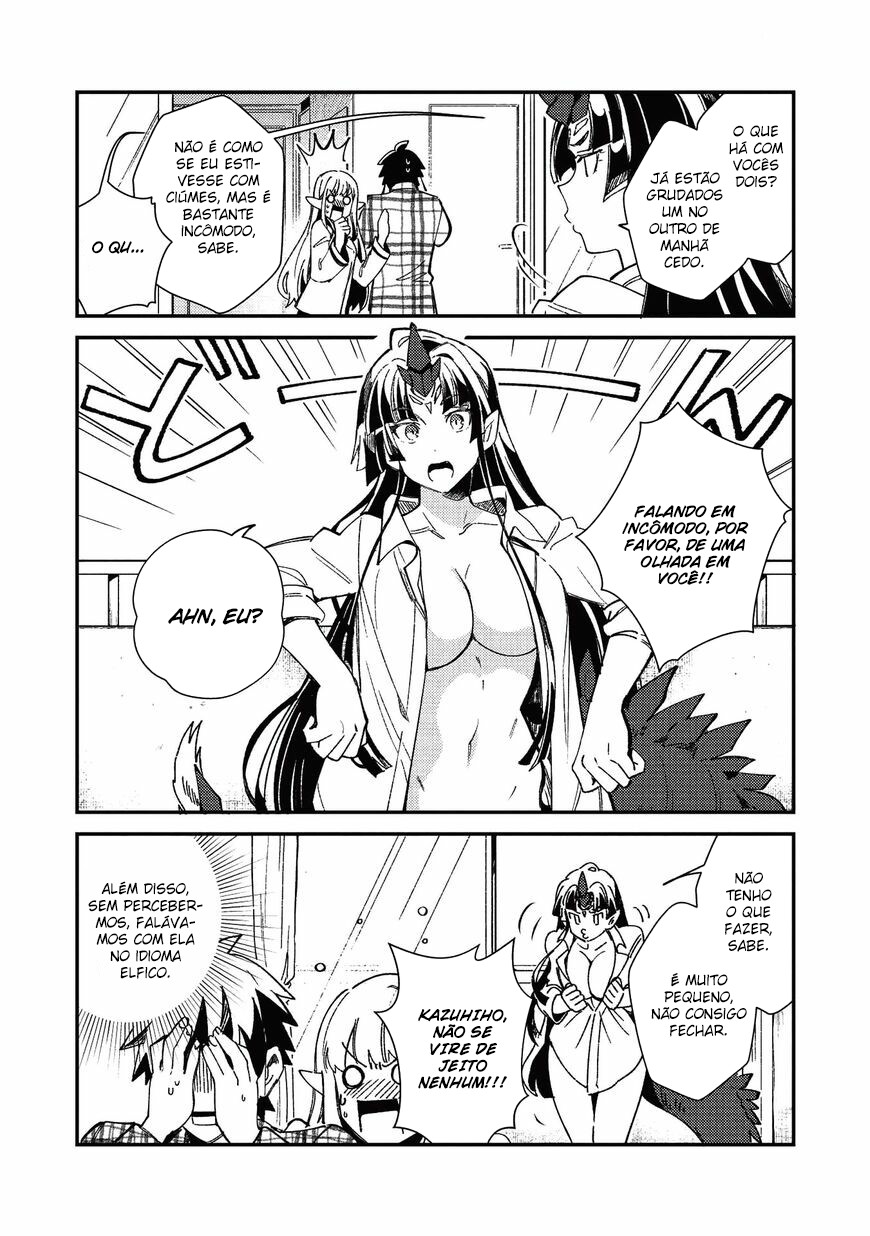 O QUE
HÁ COM
VOCÊS
DOIS?
JÁ ESTÃO
GRUDADOS
UM NO
OUTRO DE
MANHÃ
CEDO.
NÃO É COMO
SE EU ESTI-
VESSE COM
CIÚMES, MAS É
BASTANTE
INCÔMODO,
SABE.
O QU...
FALANDO EM
INCÔMODO, POR
FAVOR, DE UMA
OLHADA EM
VOCÊ!!
AHN, EU?
ドーン
NÃO
TENHO
O QUE
FAZER,
SABE.
É MUITO
PEQUENO,
NÃO CONSIGO
FECHAR.
KAZUHIHO,
NÃO SE
VIRE DE
JEITO
NENHUM!!!
ALÉM DISSO,
SEM PERCEBER-
MOS, FALÁVA-
MOS COM ELA
NO IDIOMA
ELFICO.